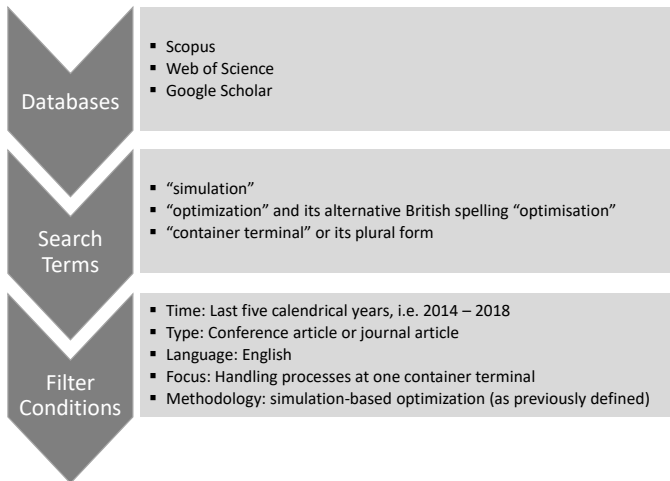 Databases
▪ Scopus
▪ Web of Science
▪ Google Scholar
Search
Terms
▪ “simulation”
▪ “optimization” and its alternative British spelling “optimisation”
▪ “container terminal” or its plural form
Filter
Conditions
▪ Time: Last five calendrical years, i.e. 2014 – 2018
▪ Type: Conference article or journal article
▪ Language: English
▪ Focus: Handling processes at one container terminal
▪ Methodology: simulation-based optimization (as previously defined)